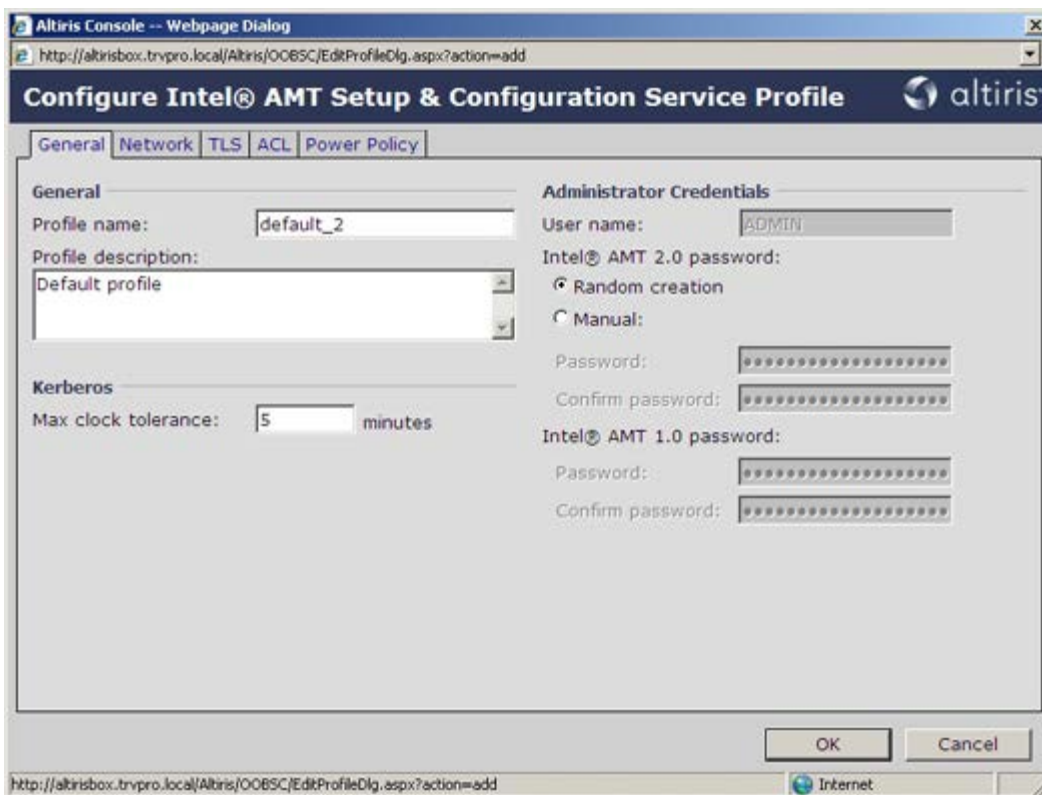 Altiris Console -- Webpage Dialog
http://altirisbox.trvpro.local/Altiris/OOBSC/EditProfileDlg.aspx?action=add
Configure Intel® AMT Setup & Configuration Service Profile
altiris
General Network TLS ACL Power Policy
General
Profile name: default_2
Profile description:
Default profile
Kerberos
Max clock tolerance: 5 minutes
Administrator Credentials
User name: ADMIN
Intel® AMT 2.0 password:
Random creation
Manual:
Password:
Confirm password:
Intel® AMT 1.0 password:
Password:
Confirm password:
OK Cancel
http://altirisbox.trvpro.local/Altiris/OOBSC/EditProfileDlg.aspx?action=add Internet